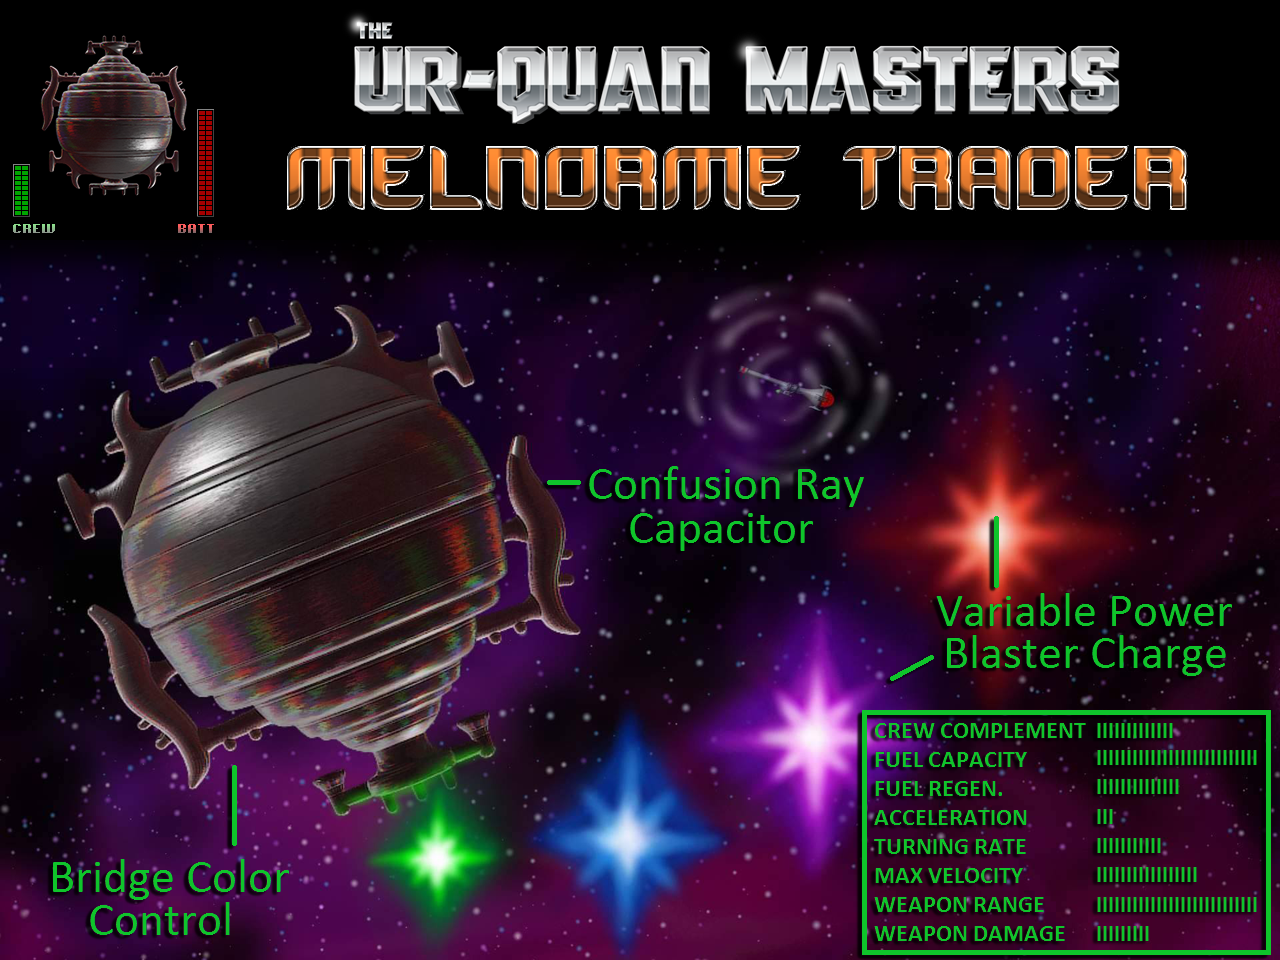 THE
UR-QUAN MASTERS
MELNORME TRADER
CREW
BATT
Confusion Ray
Capacitor
Variable Power
Blaster Charge
Bridge Color
Control
CREW COMPLEMENT
FUEL CAPACITY
FUEL REGEN.
ACCELERATION
TURNING RATE
MAX VELOCITY
WEAPON RANGE
WEAPON DAMAGE